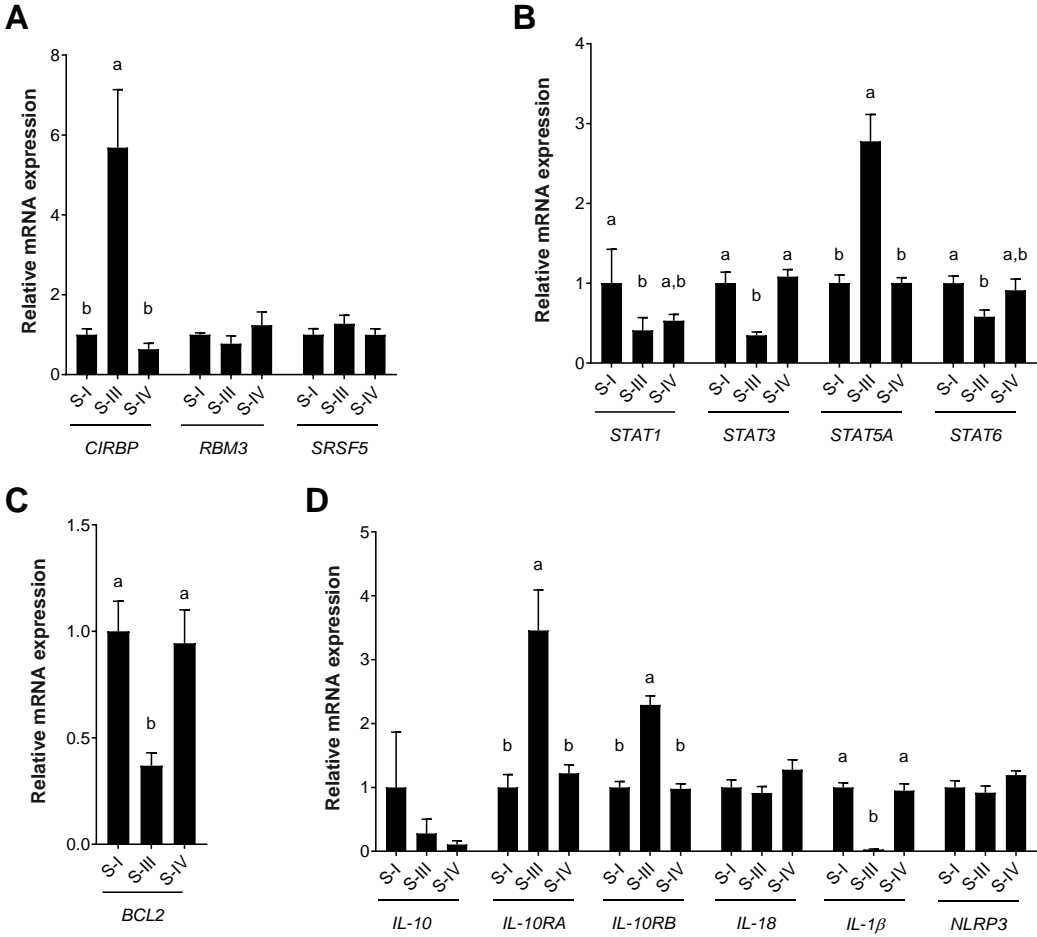 A
Relative mRNA expression
8
6
4
2
0
a
b
b
S-I S-III S-IV S-I S-III S-IV S-I S-III S-IV
CIRBP RBM3 SRSF5
B
Relative mRNA expression
4
3
2
1
0
a
a
b
a,b
a
b
a
b
b
a
b
a,b
S-I S-III S-IV S-I S-III S-IV S-I S-III S-IV S-I S-III S-IV
STAT1 STAT3 STAT5A STAT6
C
Relative mRNA expression
1.5
1.0
0.5
0.0
a
b
a
S-I S-III S-IV
BCL2
D
Relative mRNA expression
5
4
3
2
1
0
b
a
b
b
a
b
a
b
a
S-I S-III S-IV S-I S-III S-IV S-I S-III S-IV S-I S-III S-IV S-I S-III S-IV S-I S-III S-IV
IL-10 IL-10RA IL-10RB IL-18 IL-1β NLRP3